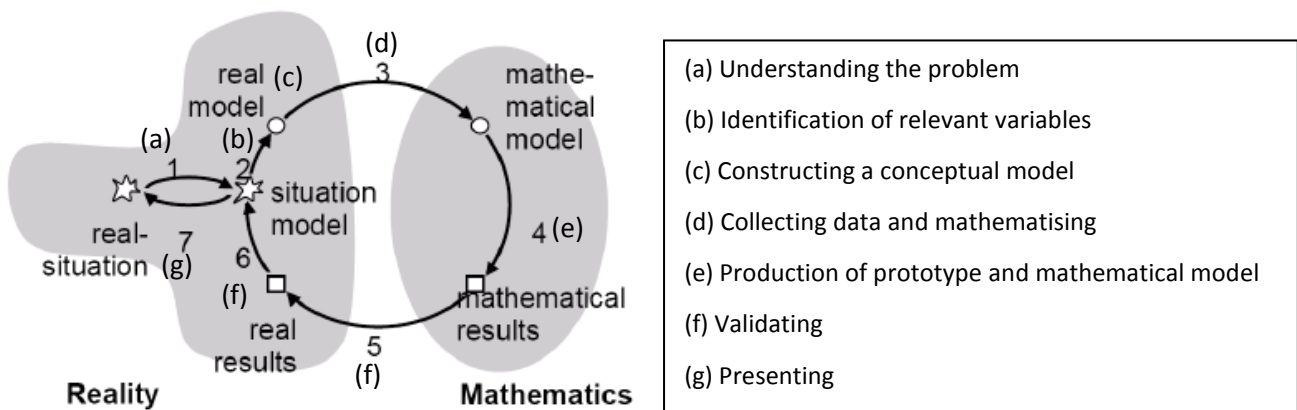 (d)
real (c) 3 mathe-
model matical
(a) (b) model
1 2
situation
model
real- 7 6 4 (e)
situation (g)
(f) mathematical
real results
results 5
(f)
Reality Mathematics
(a) Understanding the problem
(b) Identification of relevant variables
(c) Constructing a conceptual model
(d) Collecting data and mathematising
(e) Production of prototype and mathematical model
(f) Validating
(g) Presenting